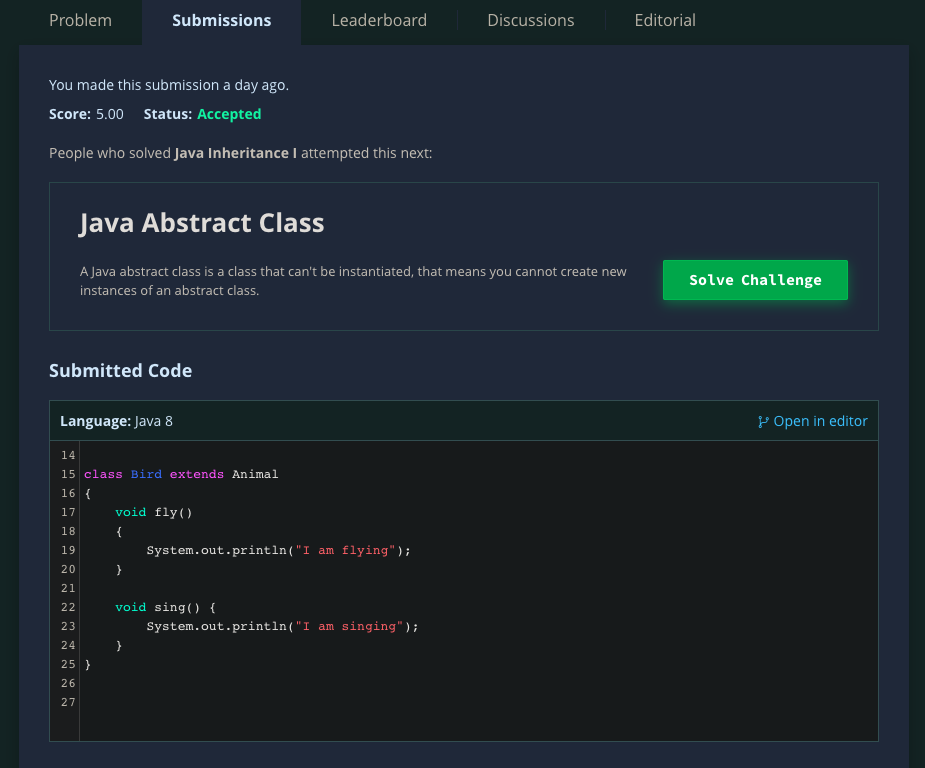 Problem Submissions Leaderboard Discussions Editorial
You made this submission a day ago.
Score: 5.00 Status: Accepted
People who solved Java Inheritance I attempted this next:
Java Abstract Class
A Java abstract class is a class that can't be instantiated, that means you cannot create new
instances of an abstract class.
Solve Challenge
Submitted Code
Language: Java 8 Open in editor
14
15 class Bird extends Animal
16 {
17     void fly()
18     {
19         System.out.println("I am flying");
20     }
21
22     void sing() {
23         System.out.println("I am singing");
24     }
25 }
26
27